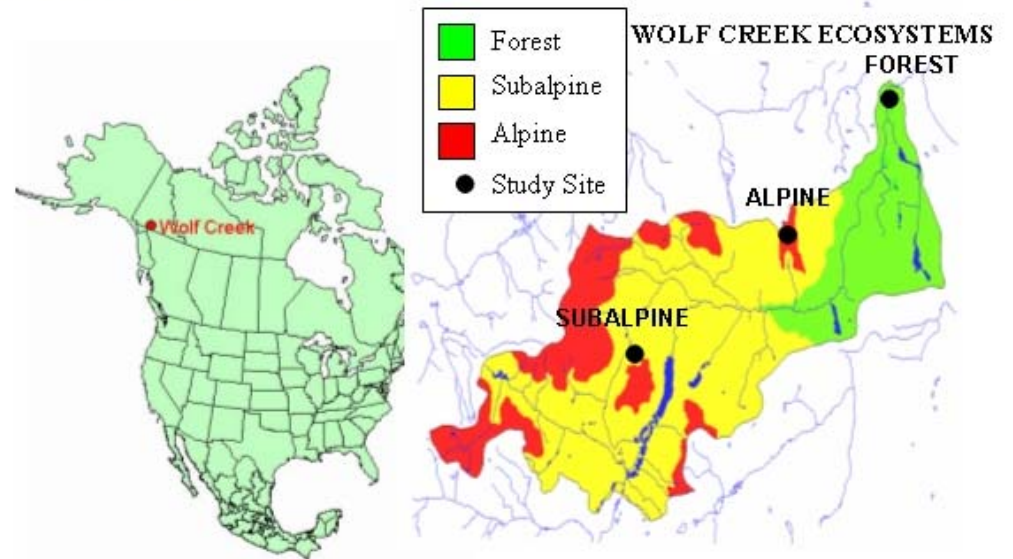 Wolf Creek
Forest
Subalpine
Alpine
Study Site
WOLF CREEK ECOSYSTEMS
FOREST
ALPINE
SUBALPINE